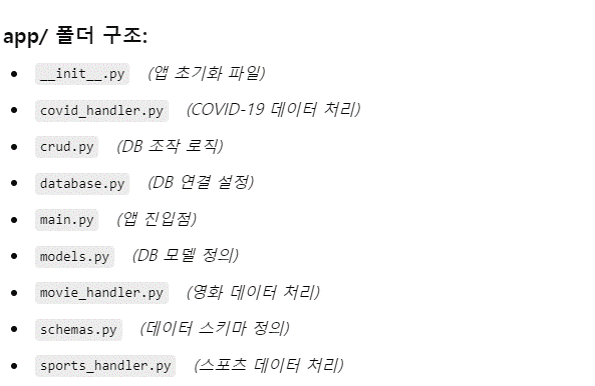 app/ 폴더 구조:
__init__.py (앱 초기화 파일)
covid_handler.py (COVID-19 데이터 처리)
crud.py (DB 조작 로직)
database.py (DB 연결 설정)
main.py (앱 진입점)
models.py (DB 모델 정의)
movie_handler.py (영화 데이터 처리)
schemas.py (데이터 스키마 정의)
sports_handler.py (스포츠 데이터 처리)